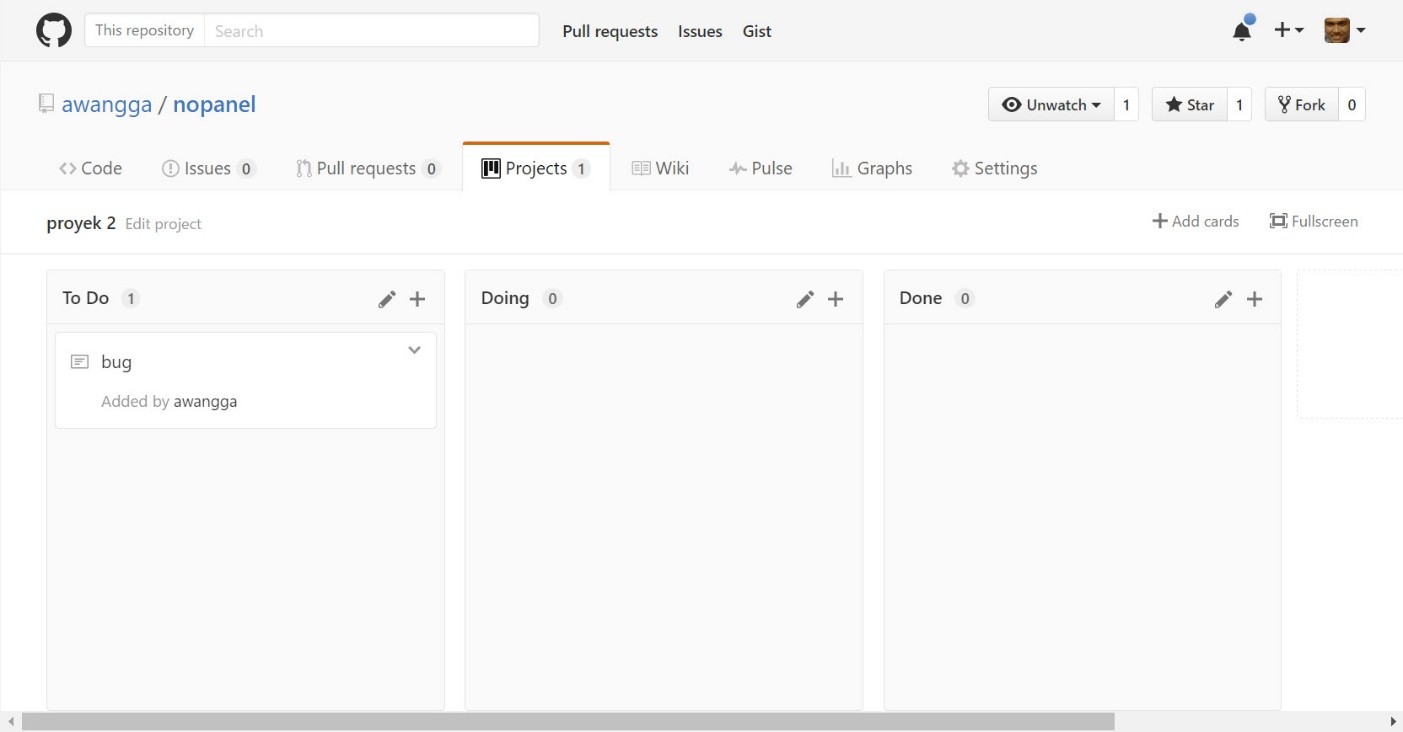 This repository Search Pull requests Issues Gist
awangga / nopanel Unwatch 1 Star 1 Fork 0
Code Issues 0 Pull requests 0 Projects 1 Wiki Pulse Graphs Settings
proyek 2 Edit project Add cards Fullscreen
To Do 1 Doing 0 Done 0
bug
Added by awangga